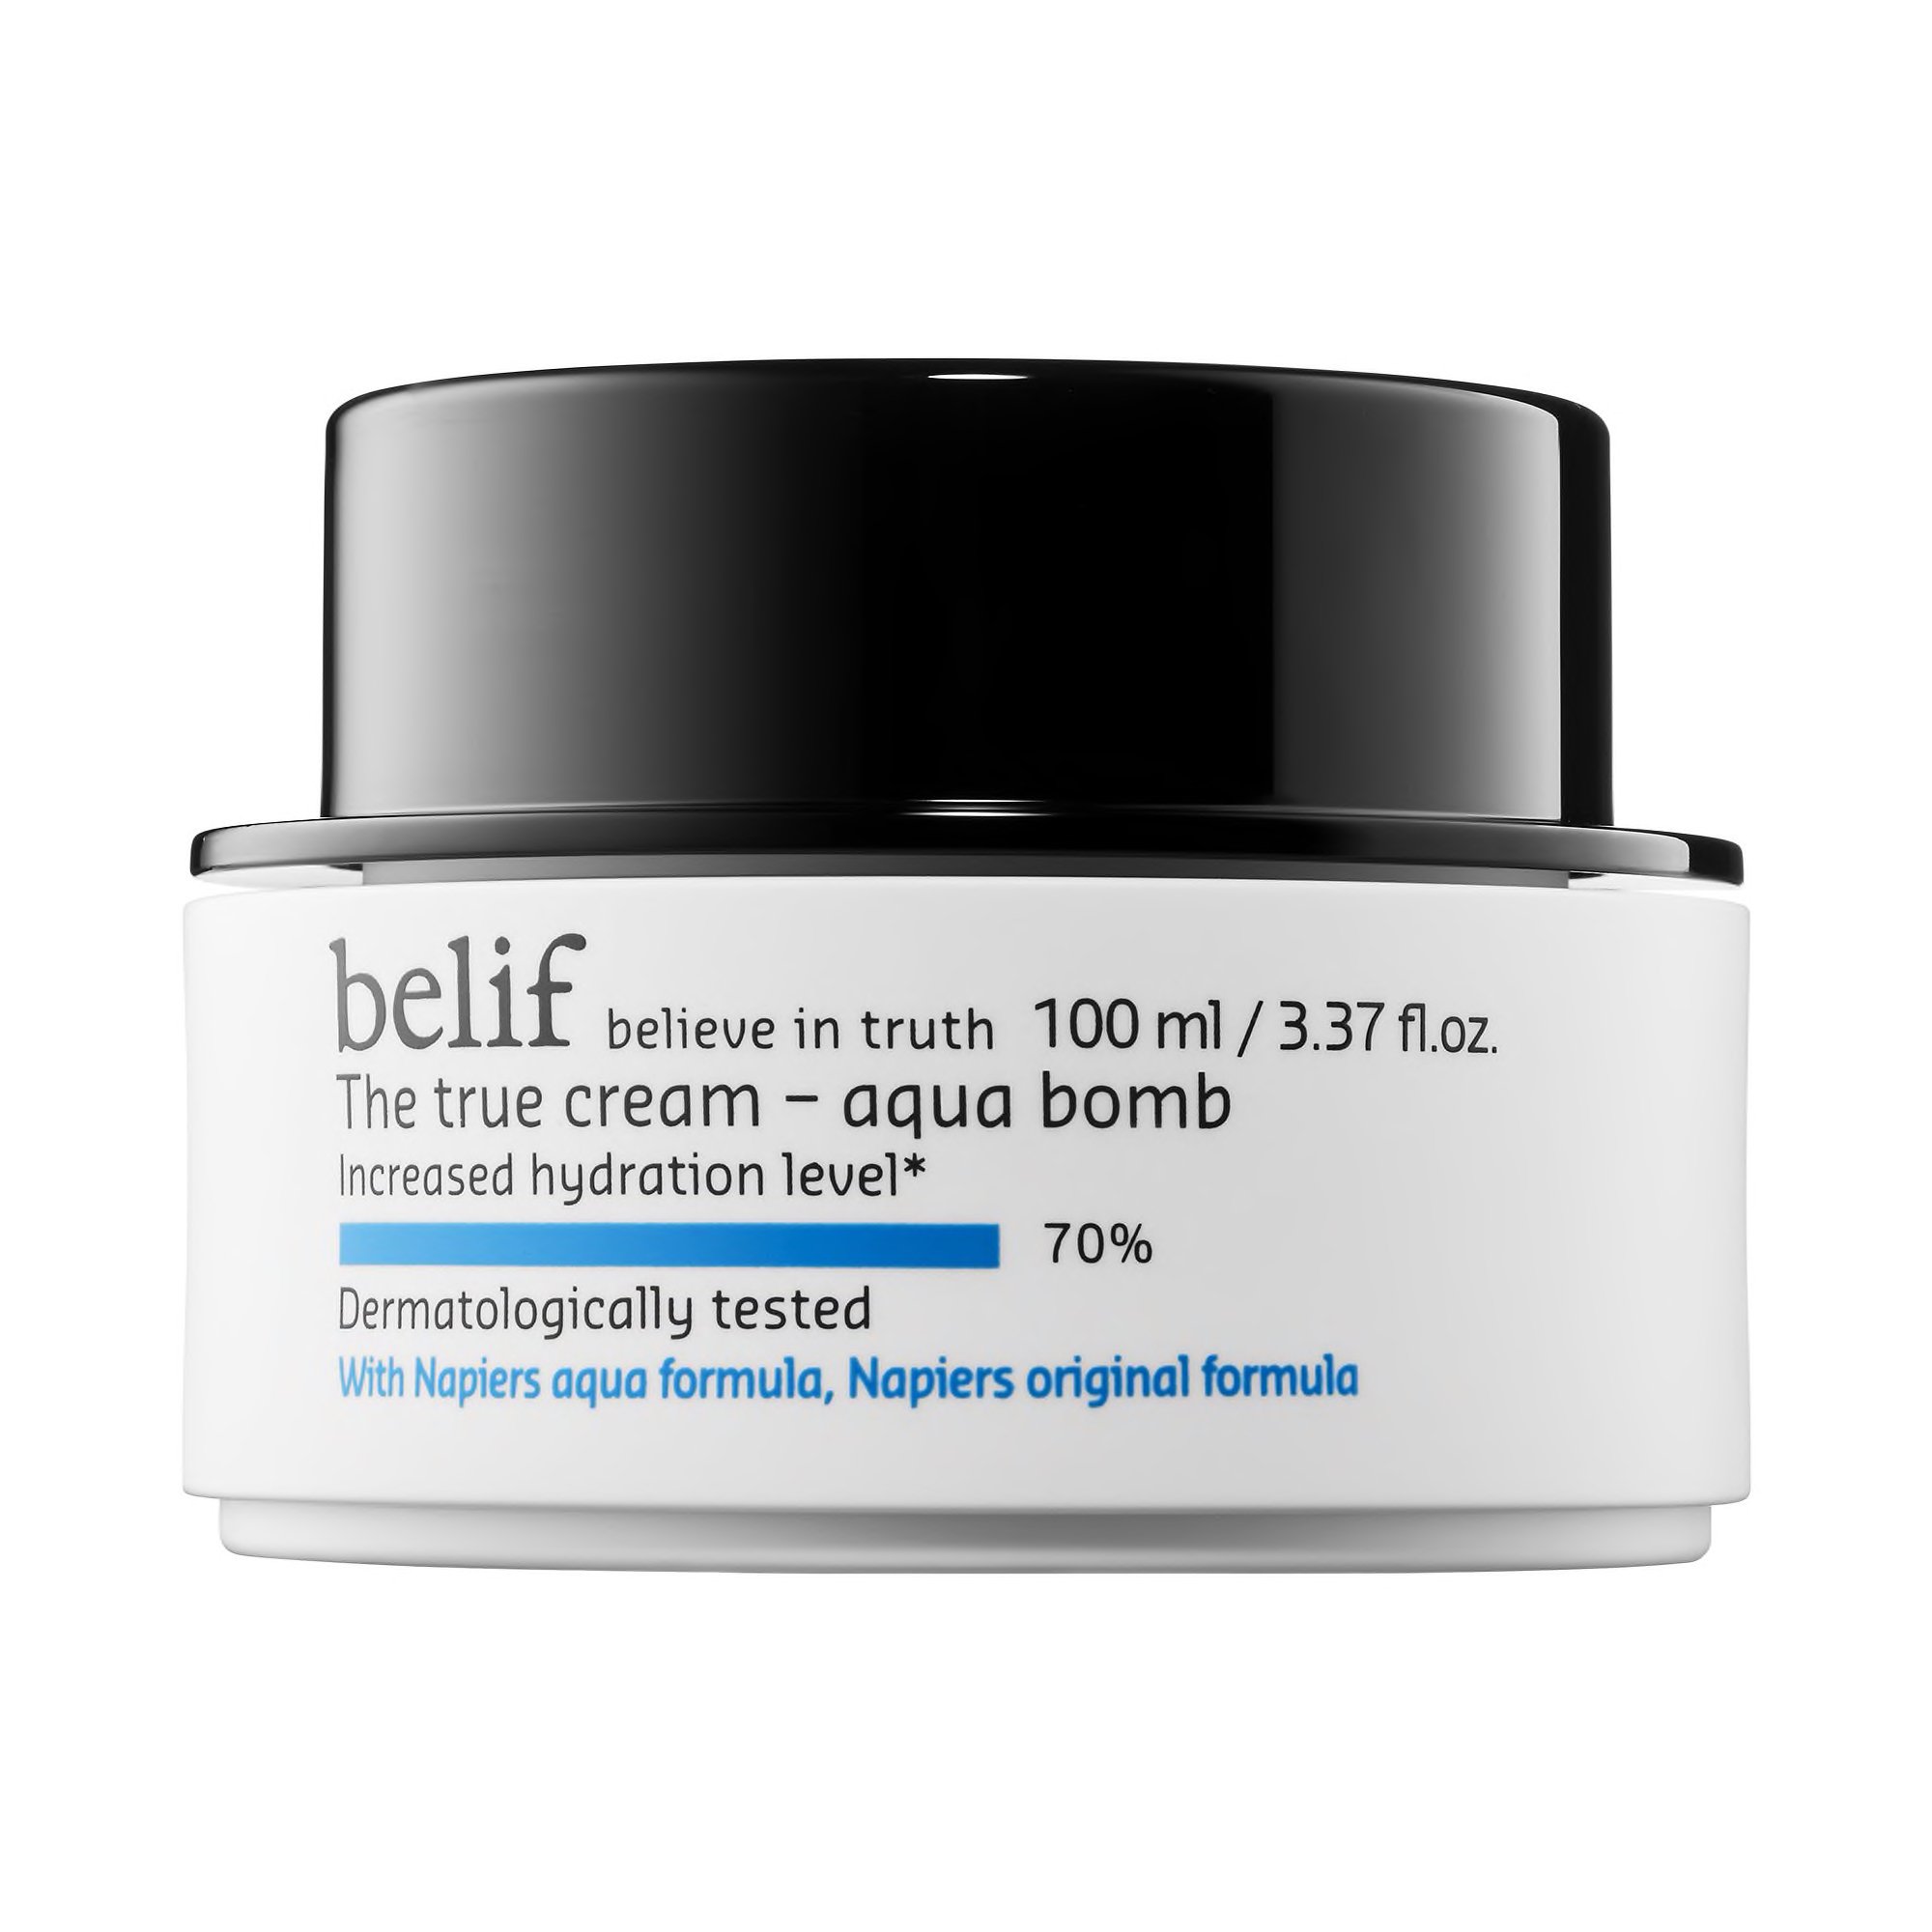 belif believe in truth 100 ml / 3.37 fl.oz.
The true cream – aqua bomb
Increased hydration level*
70%
Dermatologically tested
With Napiers aqua formula, Napiers original formula